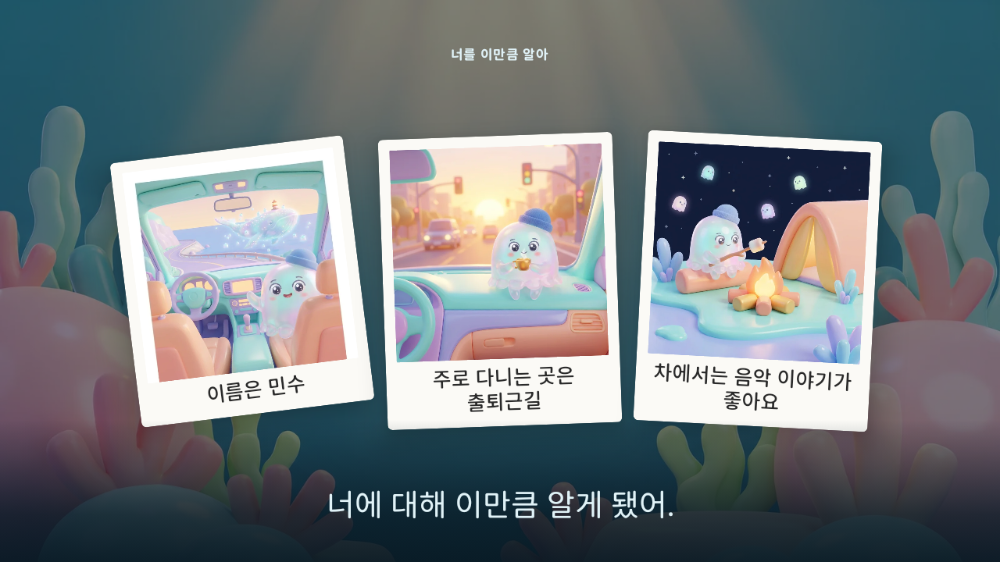 너를 이만큼 알아
이름은 민수
주로 다니는 곳은
출퇴근길
차에서는 음악 이야기가
좋아요
너에 대해 이만큼 알게 됐어.